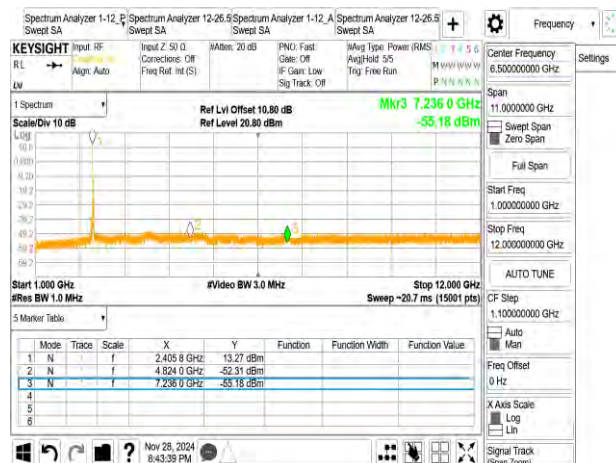 Spectrum Analyzer 1-12_P
Swept SA
Spectrum Analyzer 12-26.5
Swept SA
Spectrum Analyzer 1-12_A
Swept SA
Spectrum Analyzer 12-26.5
Swept SA
+
Frequency
Settings
KEYSIGHT
RL
Input: RF
Align: Auto
Input Z: 50 Ω
Corrections: Off
Freq Ref: Int (S)
#Atten: 20 dB
PNO: Fast
Gate: Off
IF Gain: Low
Sig Track: Off
#Avg Type: Power (RMS)
Avg|Hold: 5/5
Trig: Free Run
1 2 3 4 5 6
M W W W W W
P N N N N N
1 Spectrum
Scale/Div 10 dB
Log
Ref Lvl Offset 10.80 dB
Ref Level 20.80 dBm
Mkr3 7.236 0 GHz
-55.18 dBm
Start 1.000 GHz
#Res BW 1.0 MHz
#Video BW 3.0 MHz
Stop 12.000 GHz
Sweep ~20.7 ms (15001 pts)
5 Marker Table
Mode Trace Scale X Y Function Function Width Function Value
1 N f 2.405 8 GHz 13.27 dBm
2 N f 4.824 0 GHz -52.31 dBm
3 N f 7.236 0 GHz -55.18 dBm
4
5
6
Nov 28, 2024
8:43:39 PM
Center Frequency
6.500000000 GHz
Span
11.0000000 GHz
Swept Span
Zero Span
Full Span
Start Freq
1.000000000 GHz
Stop Freq
12.000000000 GHz
AUTO TUNE
CF Step
1.100000000 GHz
Auto
Man
Freq Offset
0 Hz
X Axis Scale
Log
Lin
Signal Track
(Span Zoom)